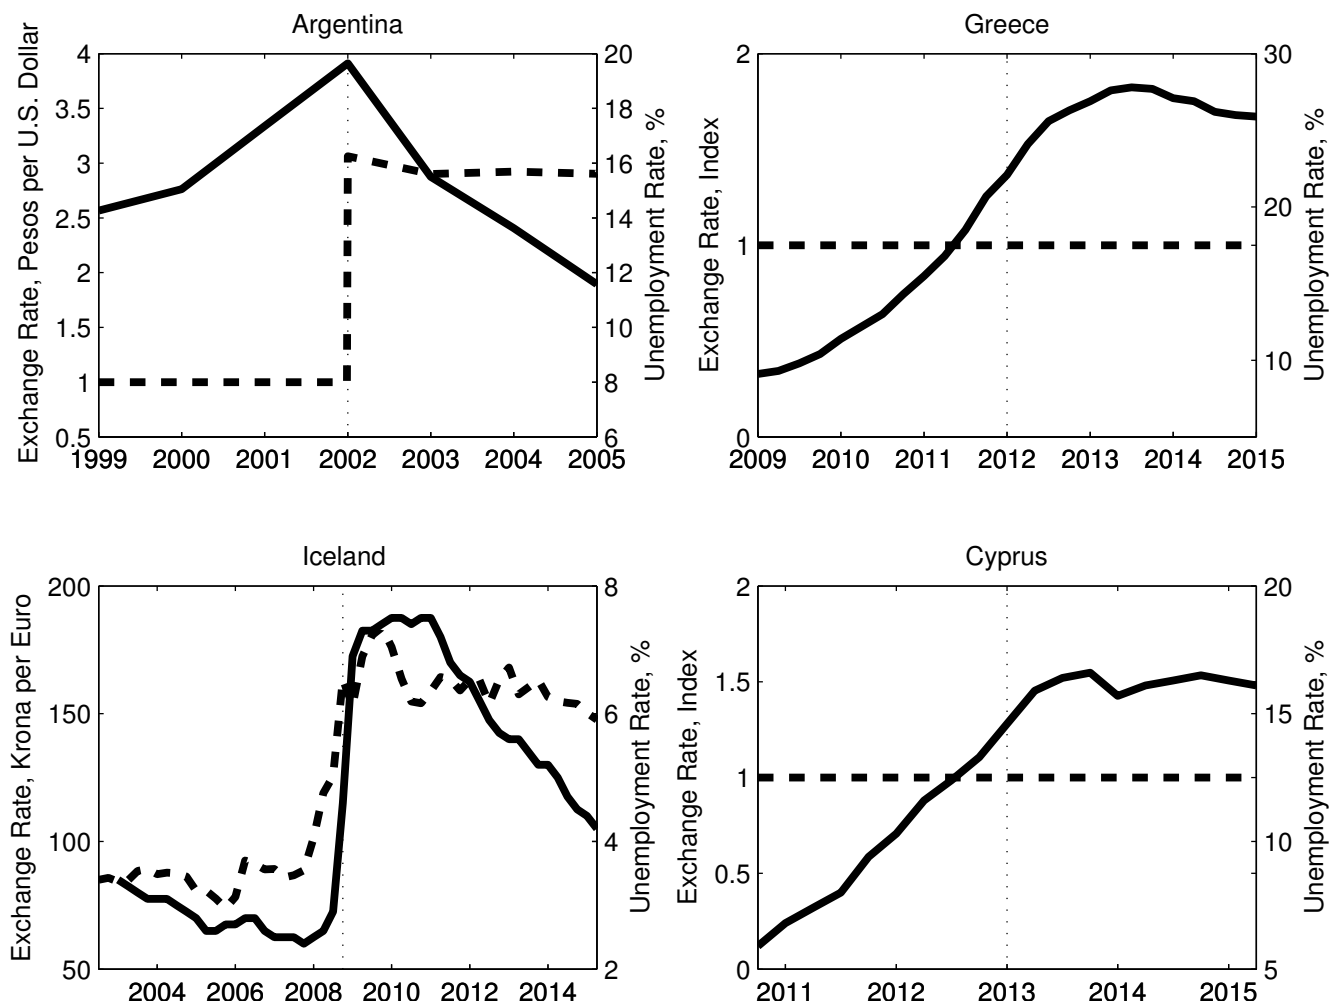 Argentina
Exchange Rate, Pesos per U.S. Dollar
4
3.5
3
2.5
2
1.5
1
0.5
20
18
16
14
12
10
8
6
Unemployment Rate, %
1999 2000 2001 2002 2003 2004 2005
Greece
Exchange Rate, Index
2
1
0
30
20
10
Unemployment Rate, %
2009 2010 2011 2012 2013 2014 2015
Iceland
Exchange Rate, Krona per Euro
200
150
100
50
8
6
4
2
Unemployment Rate, %
2004 2006 2008 2010 2012 2014
Cyprus
Exchange Rate, Index
2
1.5
1
0.5
0
20
15
10
5
Unemployment Rate, %
2011 2012 2013 2014 2015